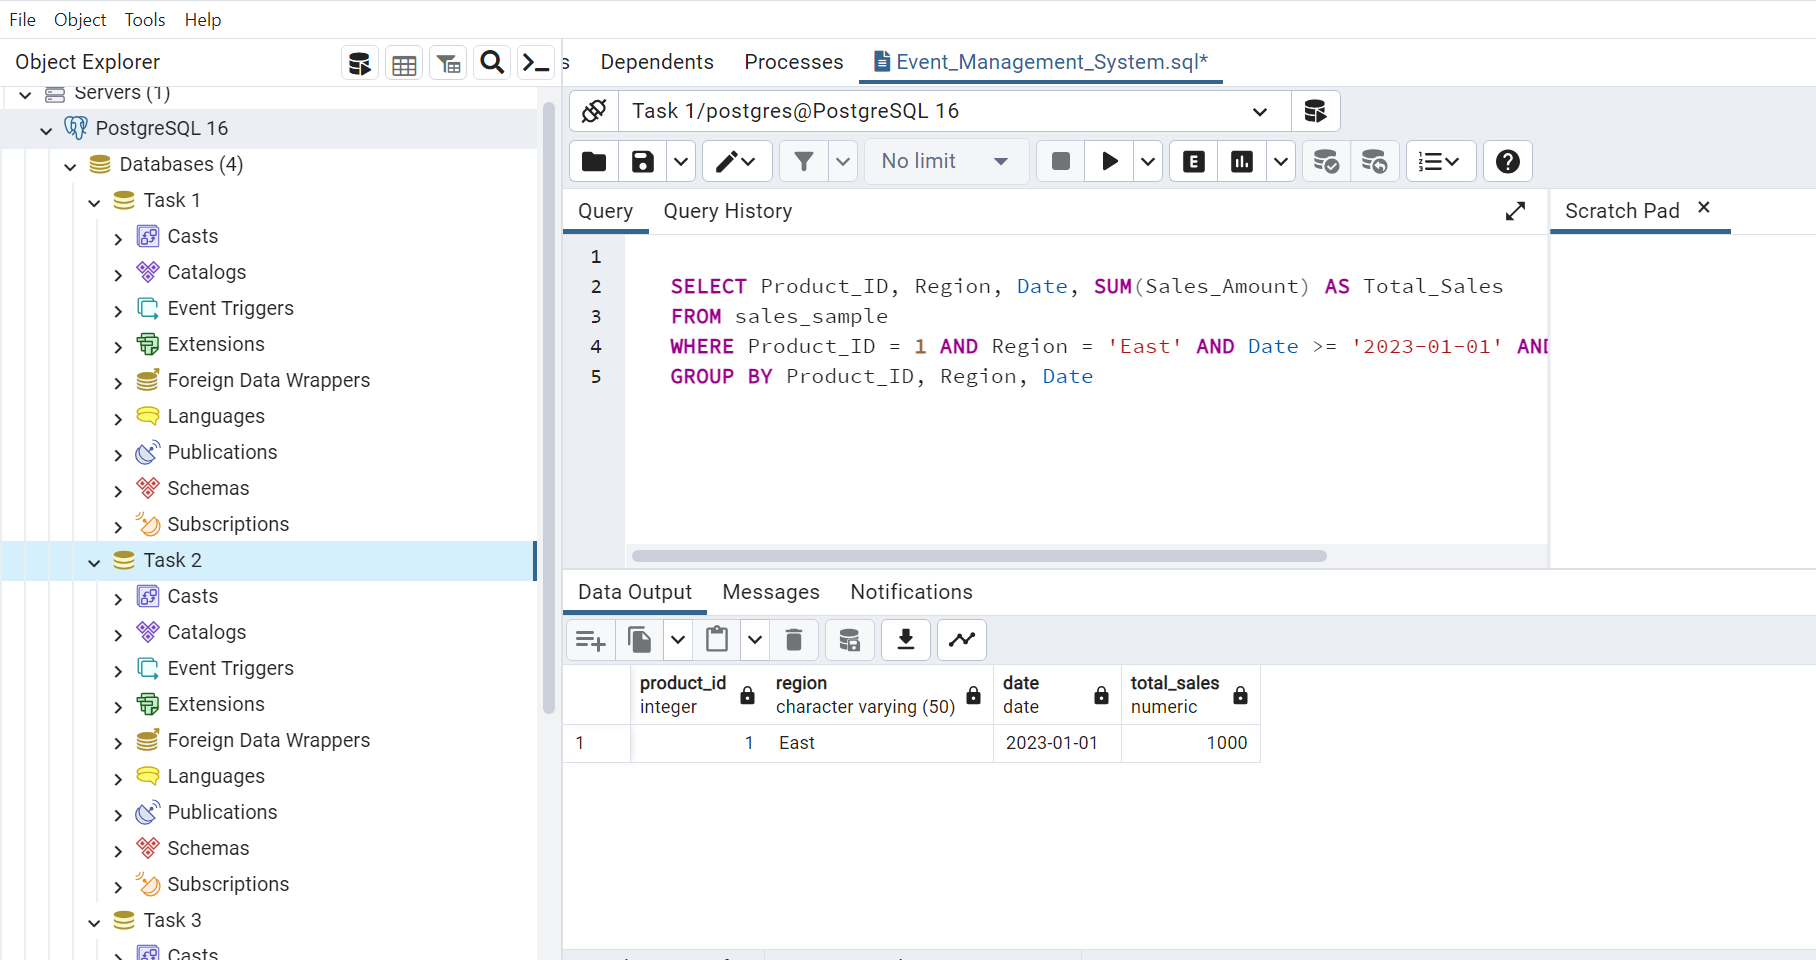 File Object Tools Help
Object Explorer
s Dependents Processes Event_Management_System.sql*
Servers (1)
PostgreSQL 16
Databases (4)
Task 1
Casts
Catalogs
Event Triggers
Extensions
Foreign Data Wrappers
Languages
Publications
Schemas
Subscriptions
Task 2
Casts
Catalogs
Event Triggers
Extensions
Foreign Data Wrappers
Languages
Publications
Schemas
Subscriptions
Task 3
Casts
Task 1/postgres@PostgreSQL 16
No limit
Query Query History
Scratch Pad
1
2 SELECT Product_ID, Region, Date, SUM(Sales_Amount) AS Total_Sales
3 FROM sales_sample
4 WHERE Product_ID = 1 AND Region = 'East' AND Date >= '2023-01-01' AND
5 GROUP BY Product_ID, Region, Date
Data Output Messages Notifications
product_id region date total_sales
integer character varying (50) date numeric
1 1 East 2023-01-01 1000